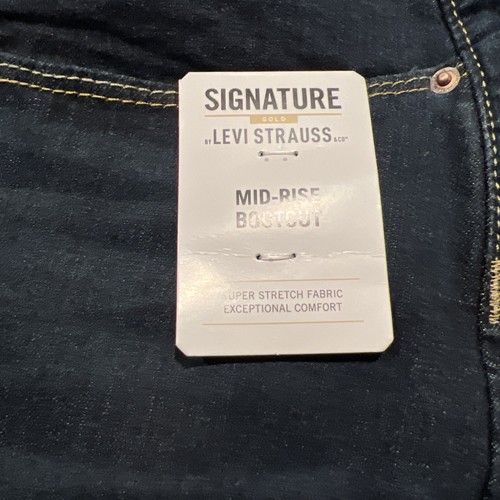 SIGNATURE
GOLD
BY LEVI STRAUSS & CO®
MID-RISE
BOOTCUT
SUPER STRETCH FABRIC
EXCEPTIONAL COMFORT